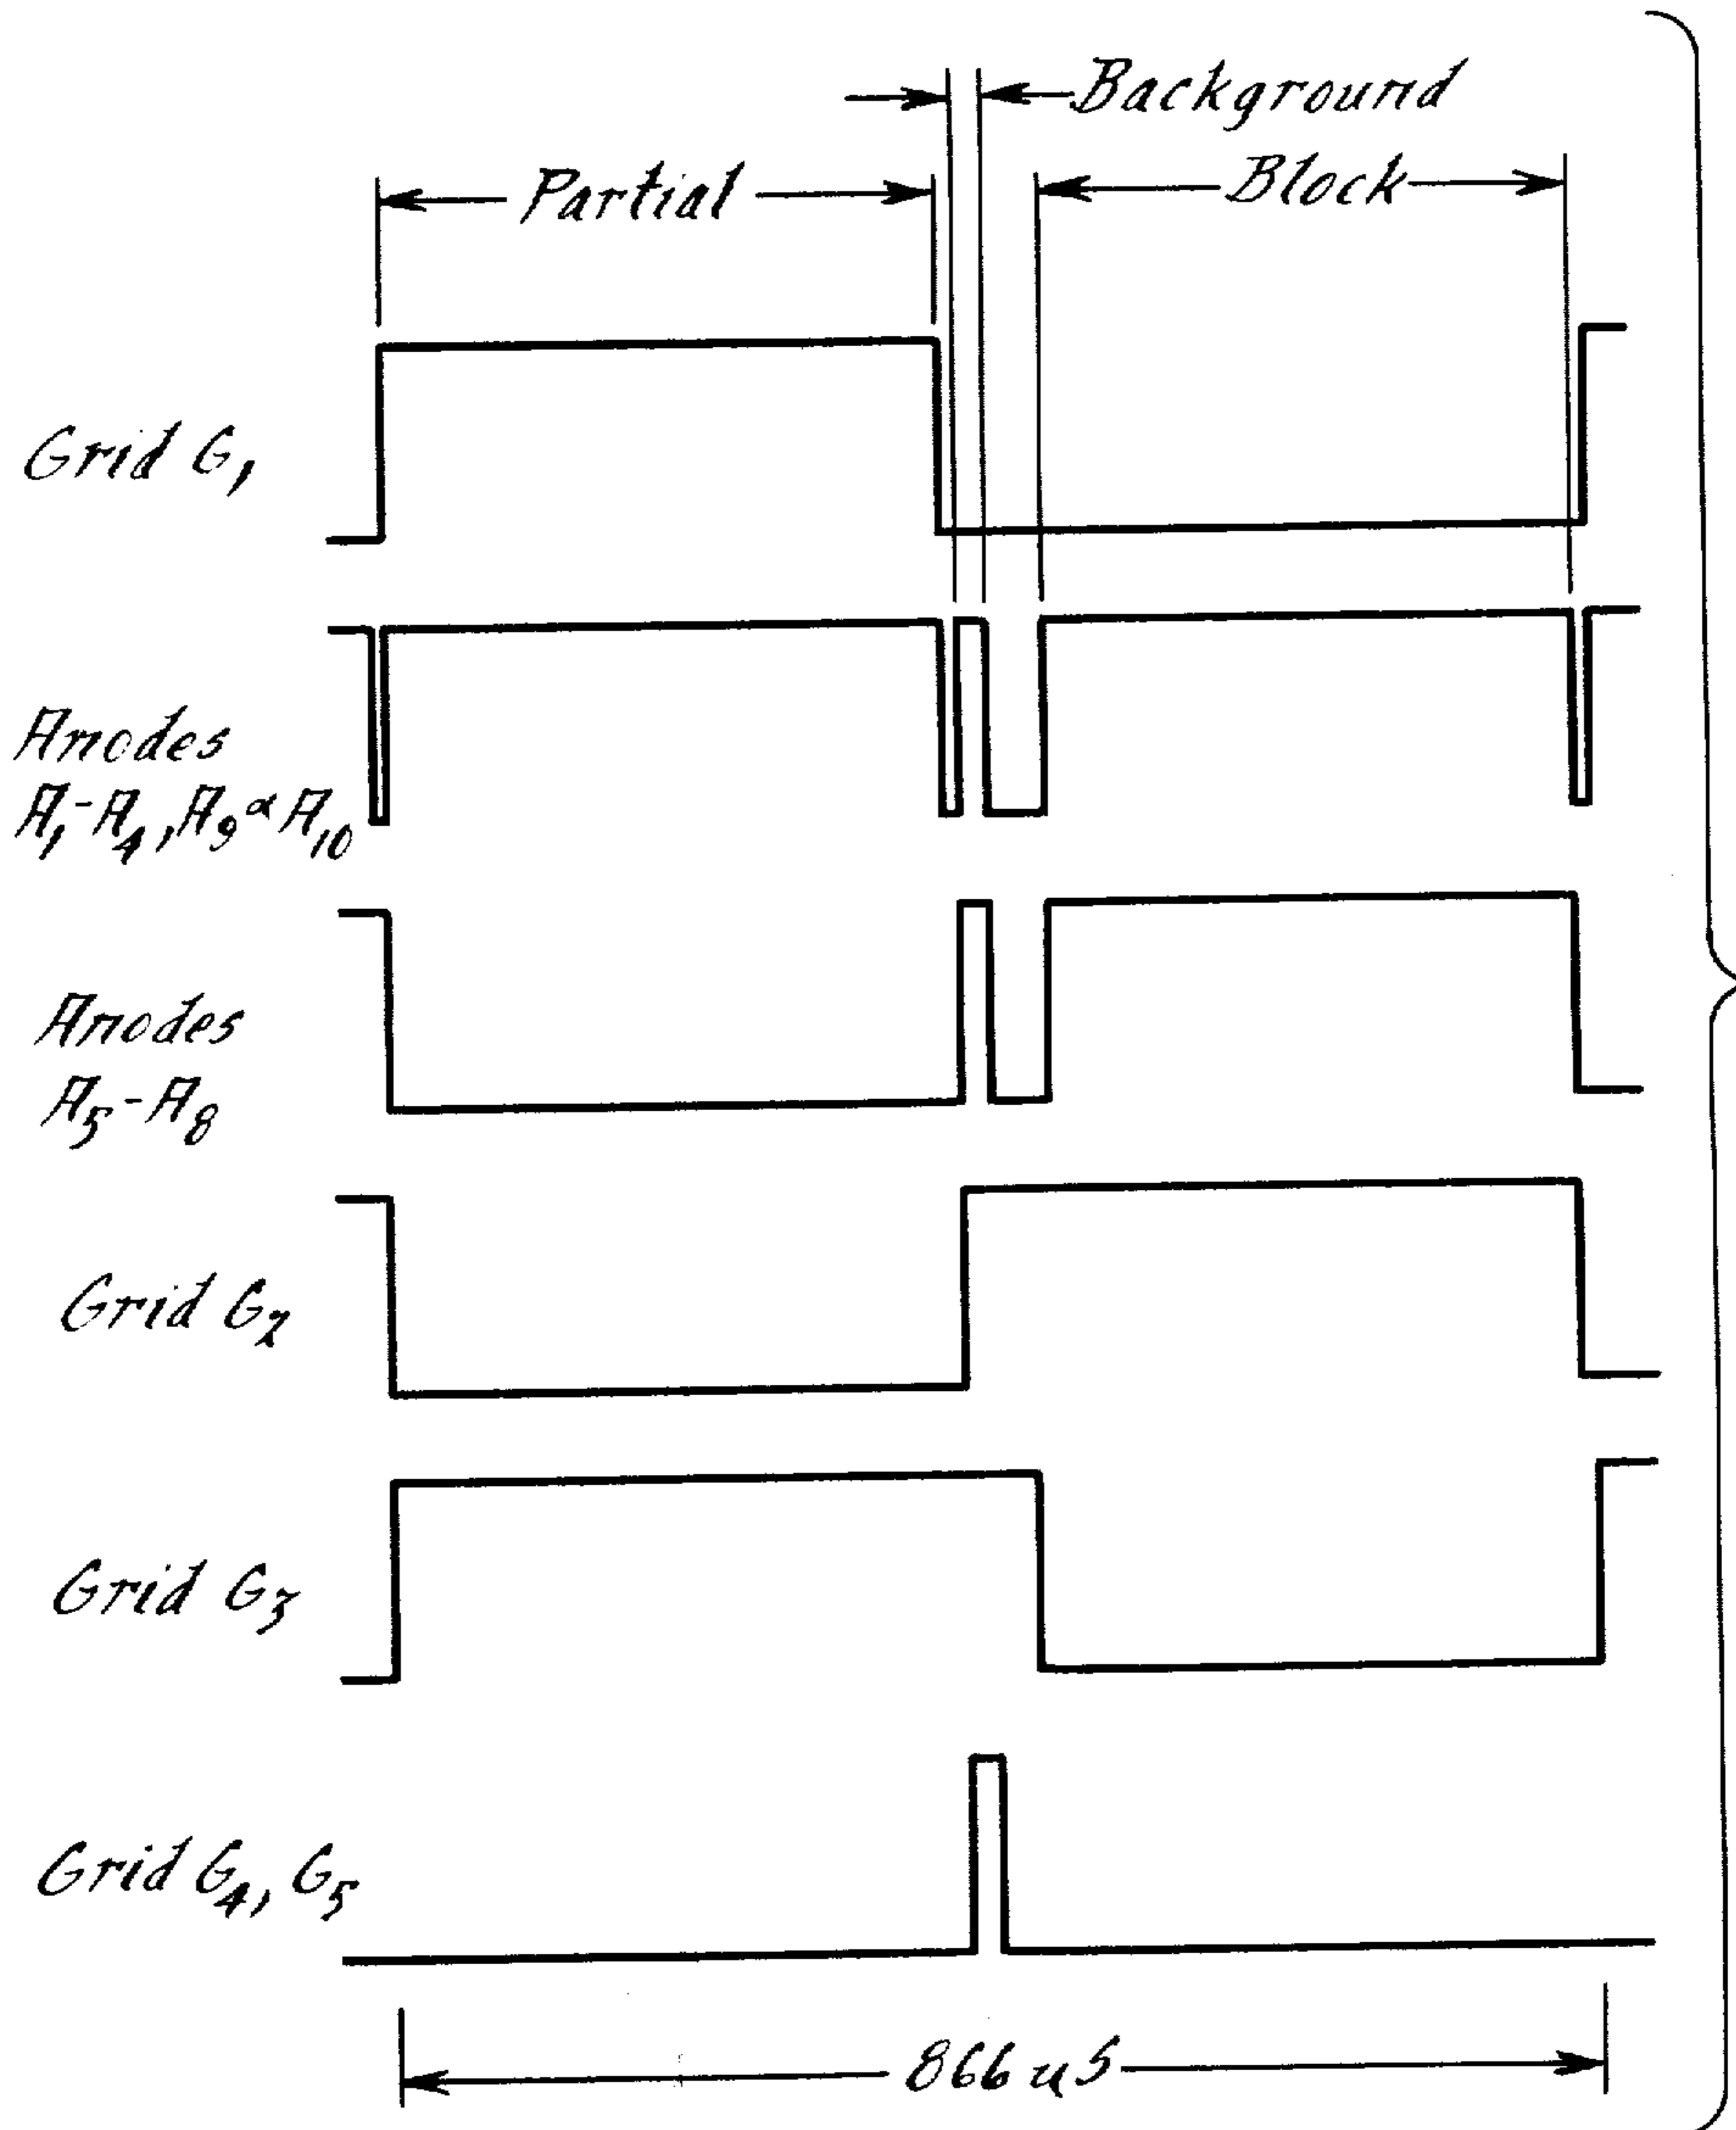 Background
Partial
Block
Grid G1
Anodes
A1-A4, A9 & A10
Anodes
A5-A8
Grid G2
Grid G3
Grid G4, G5
866 uS